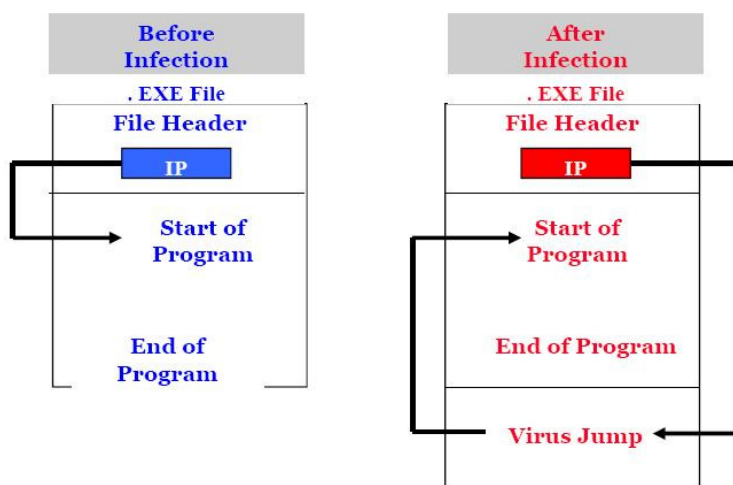 Before
Infection
. EXE File
File Header
IP
Start of
Program
End of
Program
After
Infection
. EXE File
File Header
IP
Start of
Program
End of Program
Virus Jump